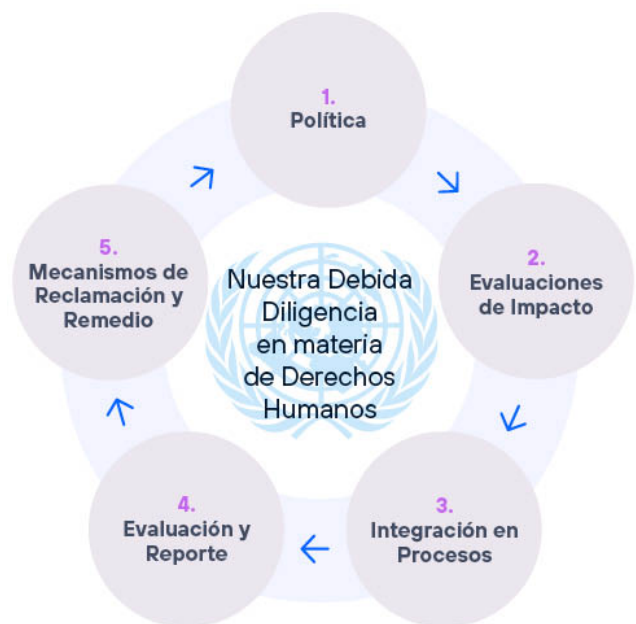 1.
Política
2.
Evaluaciones
de Impacto
3.
Integración en
Procesos
4.
Evaluación y
Reporte
5.
Mecanismos de
Reclamación y
Remedio
Nuestra Debida
Diligencia
en materia
de Derechos
Humanos